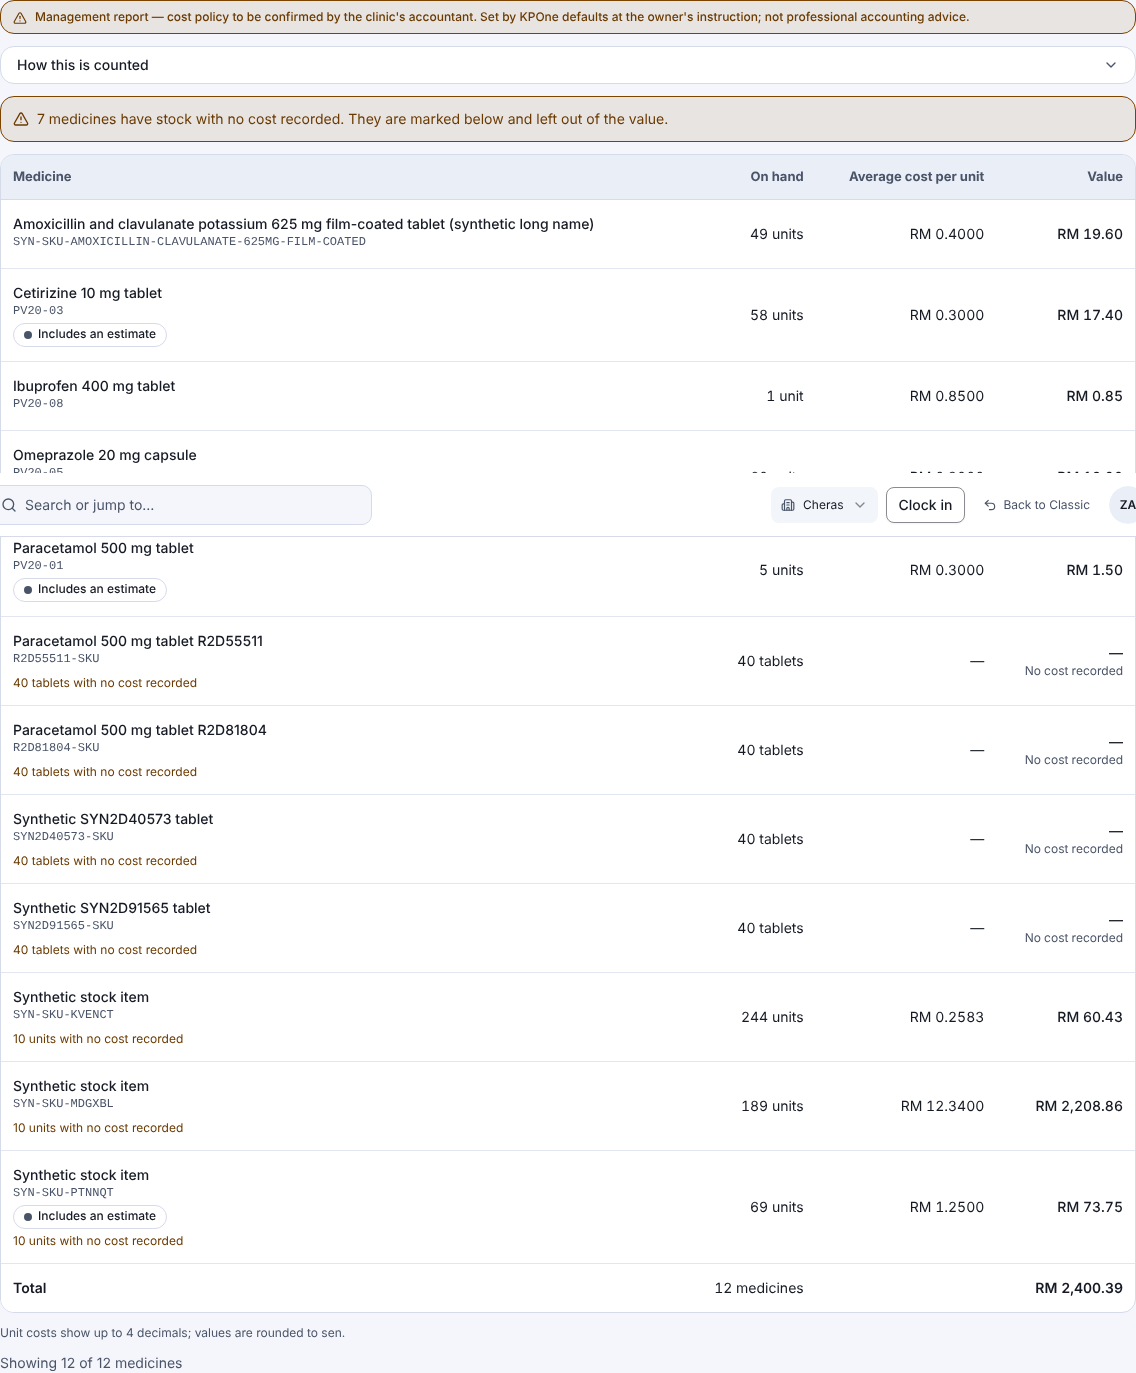 Management report — cost policy to be confirmed by the clinic's accountant. Set by KPOne defaults at the owner's instruction; not professional accounting advice.
How this is counted
7 medicines have stock with no cost recorded. They are marked below and left out of the value.
Medicine On hand Average cost per unit Value
Amoxicillin and clavulanate potassium 625 mg film-coated tablet (synthetic long name)
SYN-SKU-AMOXICILLIN-CLAVULANATE-625MG-FILM-COATED
49 units RM 0.4000 RM 19.60
Cetirizine 10 mg tablet
PV20-03
Includes an estimate
58 units RM 0.3000 RM 17.40
Ibuprofen 400 mg tablet
PV20-08
1 unit RM 0.8500 RM 0.85
Omeprazole 20 mg capsule
PV20-05
Search or jump to...
Cheras
Clock in
Back to Classic
ZA
Paracetamol 500 mg tablet
PV20-01
Includes an estimate
5 units RM 0.3000 RM 1.50
Paracetamol 500 mg tablet R2D55511
R2D55511-SKU
40 tablets with no cost recorded
40 tablets — —
No cost recorded
Paracetamol 500 mg tablet R2D81804
R2D81804-SKU
40 tablets with no cost recorded
40 tablets — —
No cost recorded
Synthetic SYN2D40573 tablet
SYN2D40573-SKU
40 tablets with no cost recorded
40 tablets — —
No cost recorded
Synthetic SYN2D91565 tablet
SYN2D91565-SKU
40 tablets with no cost recorded
40 tablets — —
No cost recorded
Synthetic stock item
SYN-SKU-KVENCT
10 units with no cost recorded
244 units RM 0.2583 RM 60.43
Synthetic stock item
SYN-SKU-MDGXBL
10 units with no cost recorded
189 units RM 12.3400 RM 2,208.86
Synthetic stock item
SYN-SKU-PTNNQT
Includes an estimate
10 units with no cost recorded
69 units RM 1.2500 RM 73.75
Total 12 medicines RM 2,400.39
Unit costs show up to 4 decimals; values are rounded to sen.
Showing 12 of 12 medicines